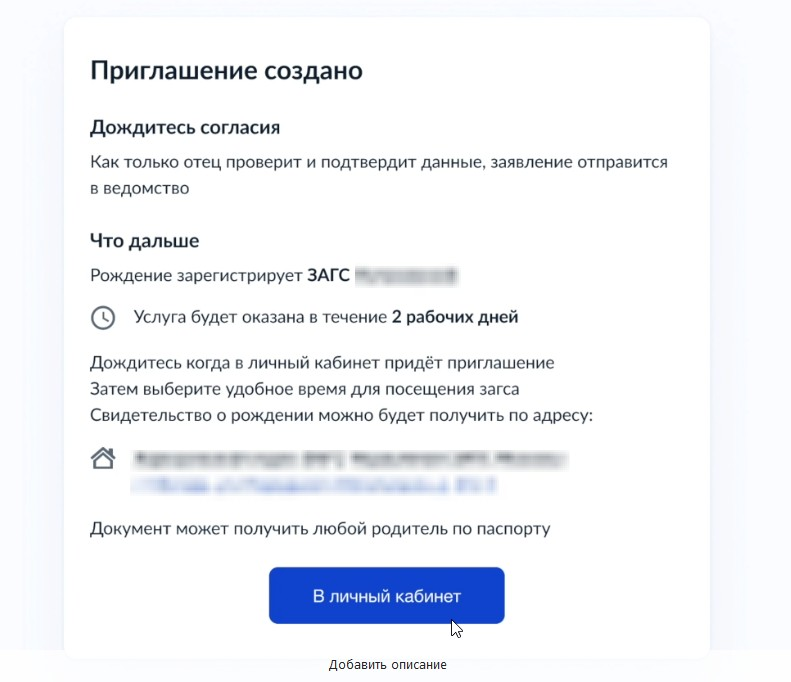 Приглашение создано
Дождитесь согласия
Как только отец проверит и подтвердит данные, заявление отправится
в ведомство
Что дальше
Рождение зарегистрирует ЗАГС
Услуга будет оказана в течение 2 рабочих дней
Дождитесь когда в личный кабинет придёт приглашение
Затем выберите удобное время для посещения загса
Свидетельство о рождении можно будет получить по адресу:
Документ может получить любой родитель по паспорту
В личный кабинет
Добавить описание